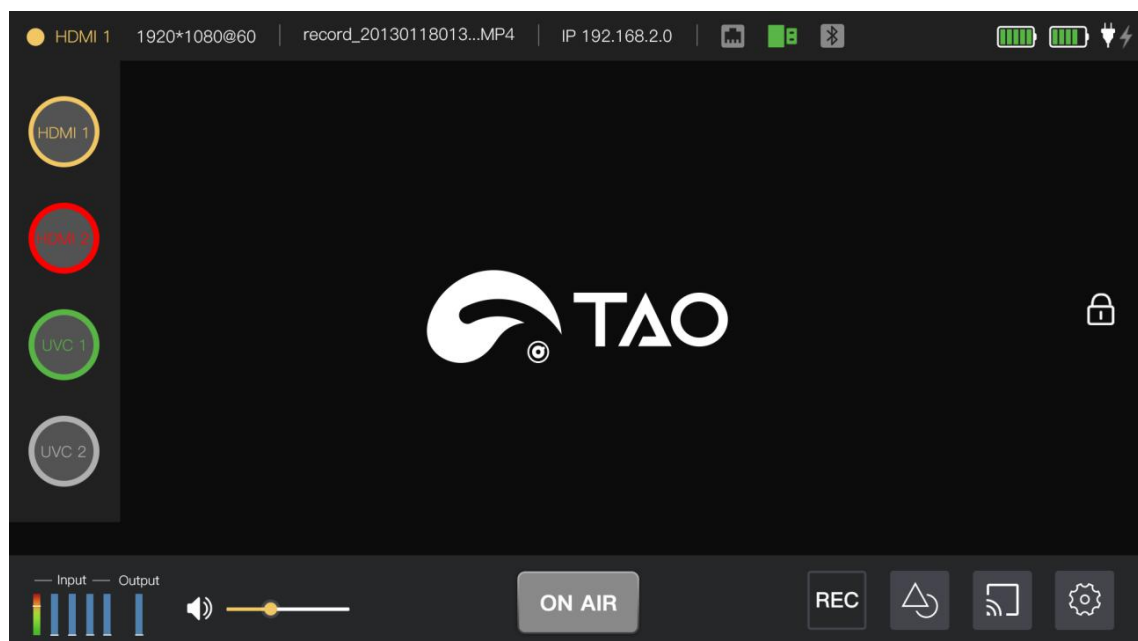 HDMI 1 1920*1080@60 record_20130118013...MP4 IP 192.168.2.0
HDMI 1
HDMI 2
UVC 1
UVC 2
TAO
Input Output
ON AIR
REC